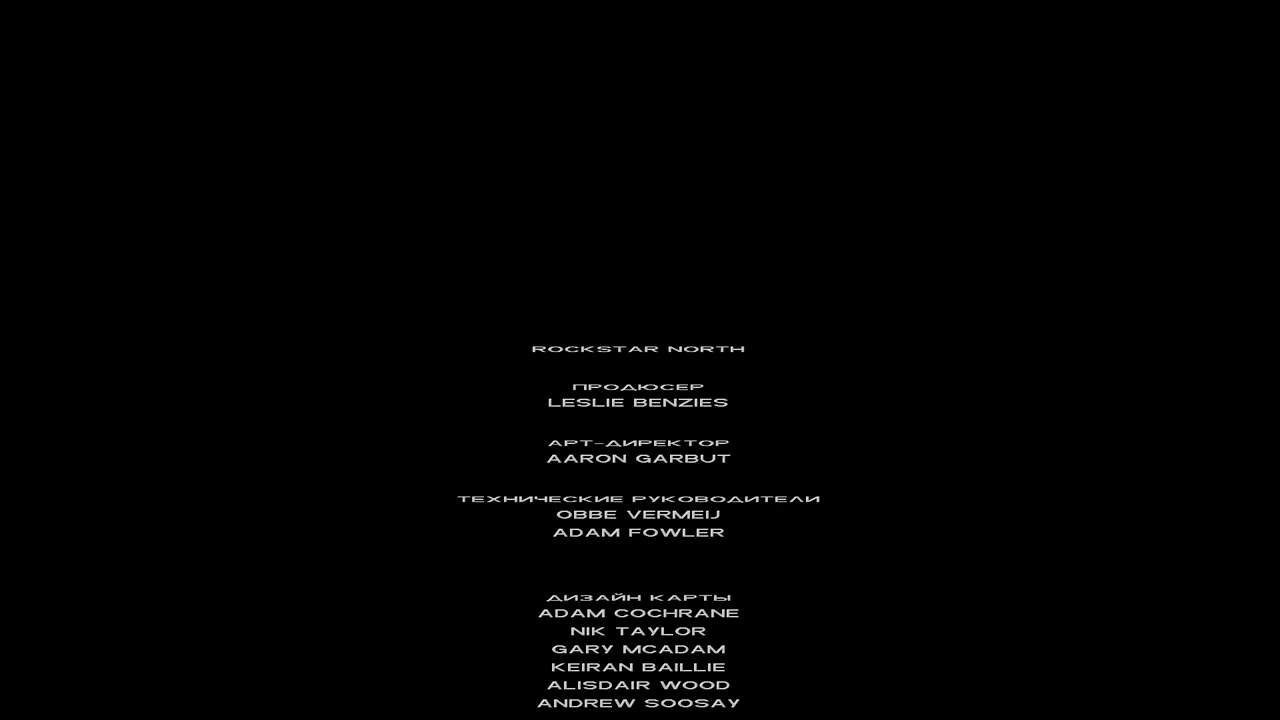 ROCKSTAR NORTH
ПРОДЮСЕР
LESLIE BENZIES
АРТ-ДИРЕКТОР
AARON GARBUT
ТЕХНИЧЕСКИЕ РУКОВОДИТЕЛИ
OBBE VERMEIJ
ADAM FOWLER
ДИЗАЙН КАРТЫ
ADAM COCHRANE
NIK TAYLOR
GARY MCADAM
KEIRAN BAILLIE
ALISDAIR WOOD
ANDREW SOOSAY